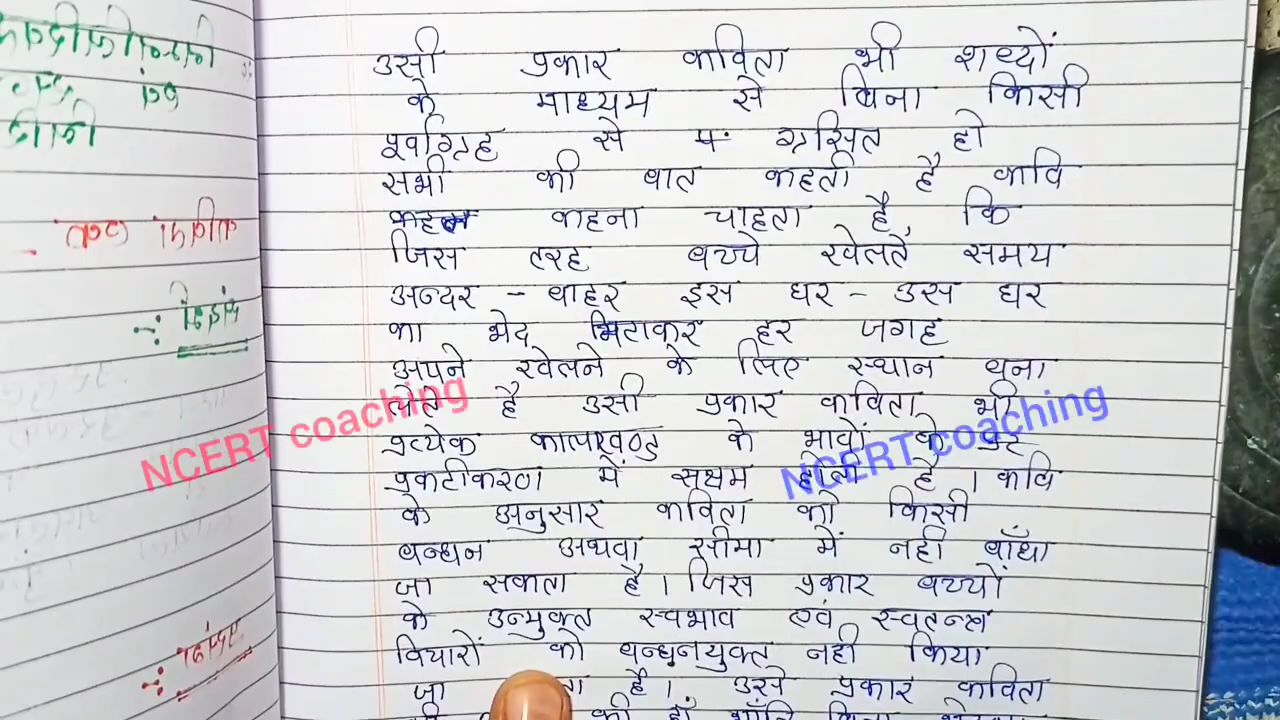 उसी प्रकार कविता भी शब्दों
के माध्यम से बिना किसी
पूर्वाग्रह से ग्रसित हो
सभी की बात कहती है कवि
कहना चाहता है कि
जिस तरह बच्चे खेलते समय
अन्दर - बाहर इस घर - उस घर
का भेद मिटाकर हर जगह
अपने खेलने के लिए स्थान बना
लेते है उसी प्रकार कविता भी
प्रत्येक कालखण्ड के भावों के
प्रकटीकरण में सक्षम होती है । कवि
के अनुसार कविता को किसी
बन्धन अथवा सीमा में नही बाँधा
जा सकता है । जिस प्रकार बच्चों
के उन्मुक्त स्वभाव एवं स्वतन्त्र
विचारों को बन्धनयुक्त नही किया
जा है । उसी प्रकार कविता
NCERT coaching
NCERT coaching